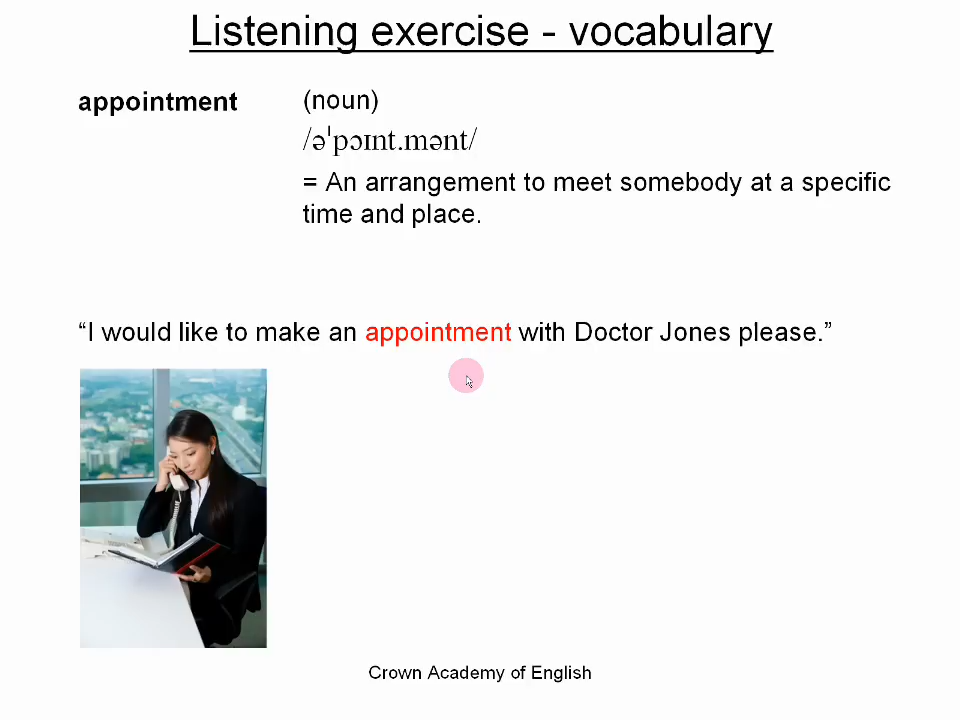 Listening exercise - vocabulary
appointment (noun)
/əˈpɔɪnt.mənt/
= An arrangement to meet somebody at a specific
time and place.
“I would like to make an appointment with Doctor Jones please.”
Crown Academy of English